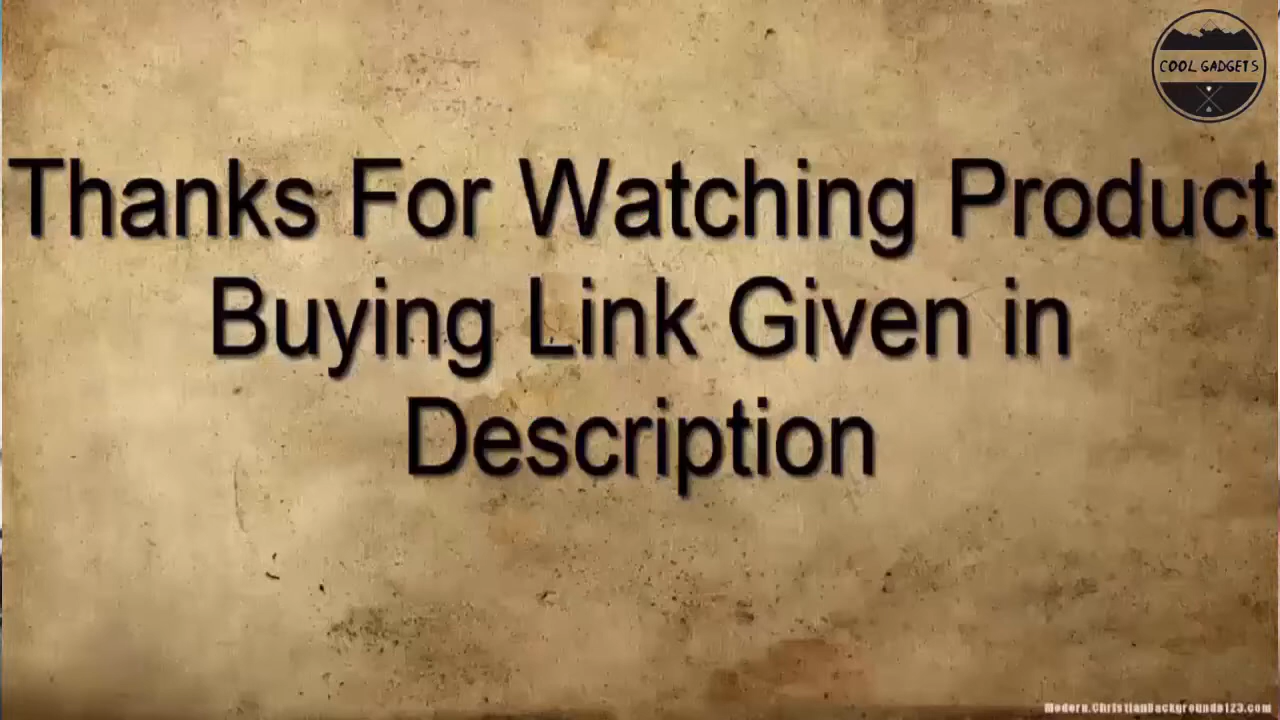 COOL GADGETS
Thanks For Watching Product
Buying Link Given in
Description
Modern.ChristianBackgrounds123.com